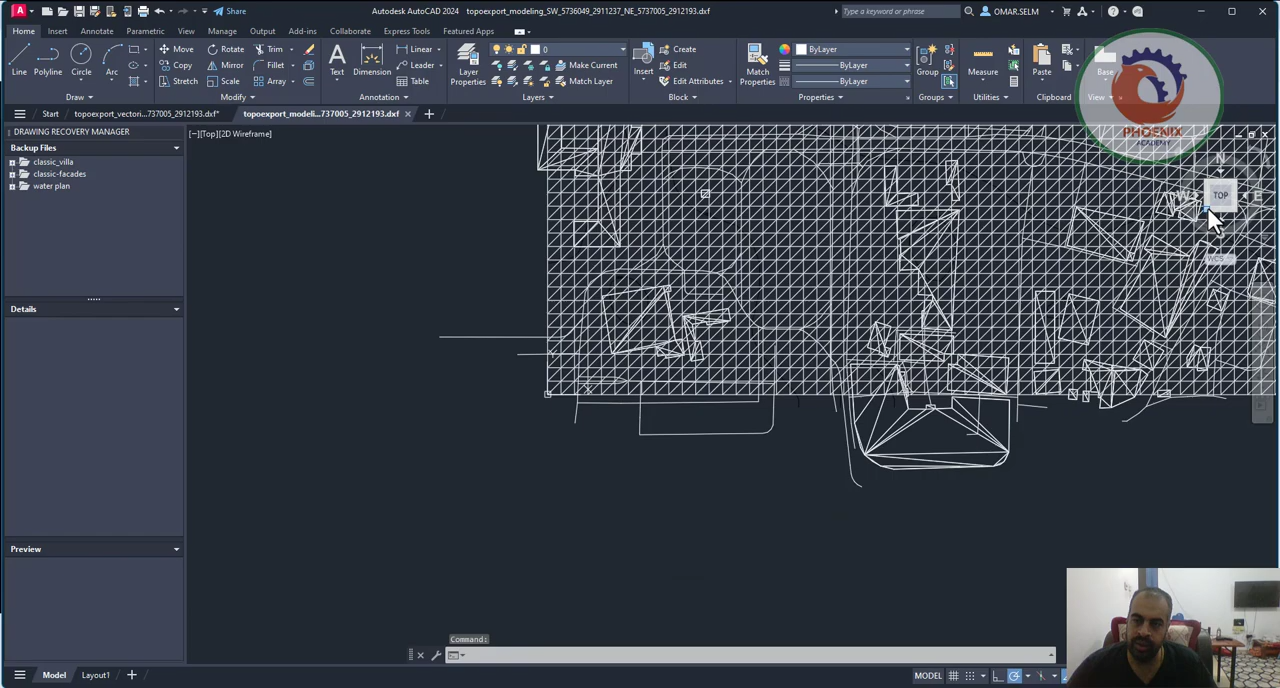 Share
Autodesk AutoCAD 2024 topoexport_modeling_SW_5736049_2911237_NE_5737005_2912193.dxf
Type a keyword or phrase
OMAR.SELM
Home Insert Annotate Parametric View Manage Output Add-ins Collaborate Express Tools Featured Apps
Line Polyline Circle Arc
Move Rotate Trim
Copy Mirror Fillet
Stretch Scale Array
Text Dimension
Linear
Leader
Table
Layer
Properties
0
Make Current
Match Layer
Insert
Create
Edit
Edit Attributes
Match
Properties
ByLayer
ByLayer
ByLayer
Group
Measure
Paste
Base
Draw Modify Annotation Layers Block Properties Groups Utilities Clipboard View
PHOENIX
ACADEMY
Start topoexport_vectori...737005_2912193.dxf* topoexport_modeli...737005_2912193.dxf
DRAWING RECOVERY MANAGER
[−][Top][2D Wireframe]
Backup Files
classic_villa
classic-facades
water plan
N
W TOP E
WCS
Details
Preview
Command:
Model Layout1
MODEL